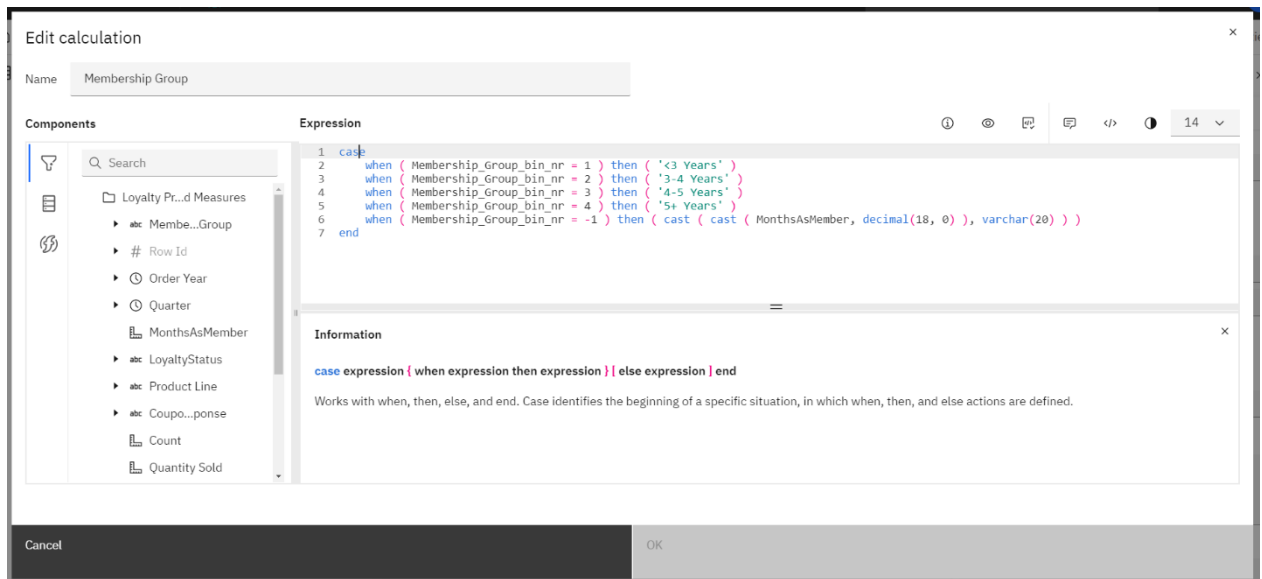 Edit calculation
Name
Membership Group
Components
Expression
14
Search
Loyalty Pr...d Measures
abc Membe...Group
# Row Id
Order Year
Quarter
MonthsAsMember
abc LoyaltyStatus
abc Product Line
abc Coupo...ponse
Count
Quantity Sold
1 case
2 when ( Membership_Group_bin_nr = 1 ) then ( '<3 Years' )
3 when ( Membership_Group_bin_nr = 2 ) then ( '3-4 Years' )
4 when ( Membership_Group_bin_nr = 3 ) then ( '4-5 Years' )
5 when ( Membership_Group_bin_nr = 4 ) then ( '5+ Years' )
6 when ( Membership_Group_bin_nr = -1 ) then ( cast ( cast ( MonthsAsMember, decimal(18, 0) ), varchar(20) ) )
7 end
Information
case expression { when expression then expression } [ else expression ] end
Works with when, then, else, and end. Case identifies the beginning of a specific situation, in which when, then, and else actions are defined.
Cancel
OK